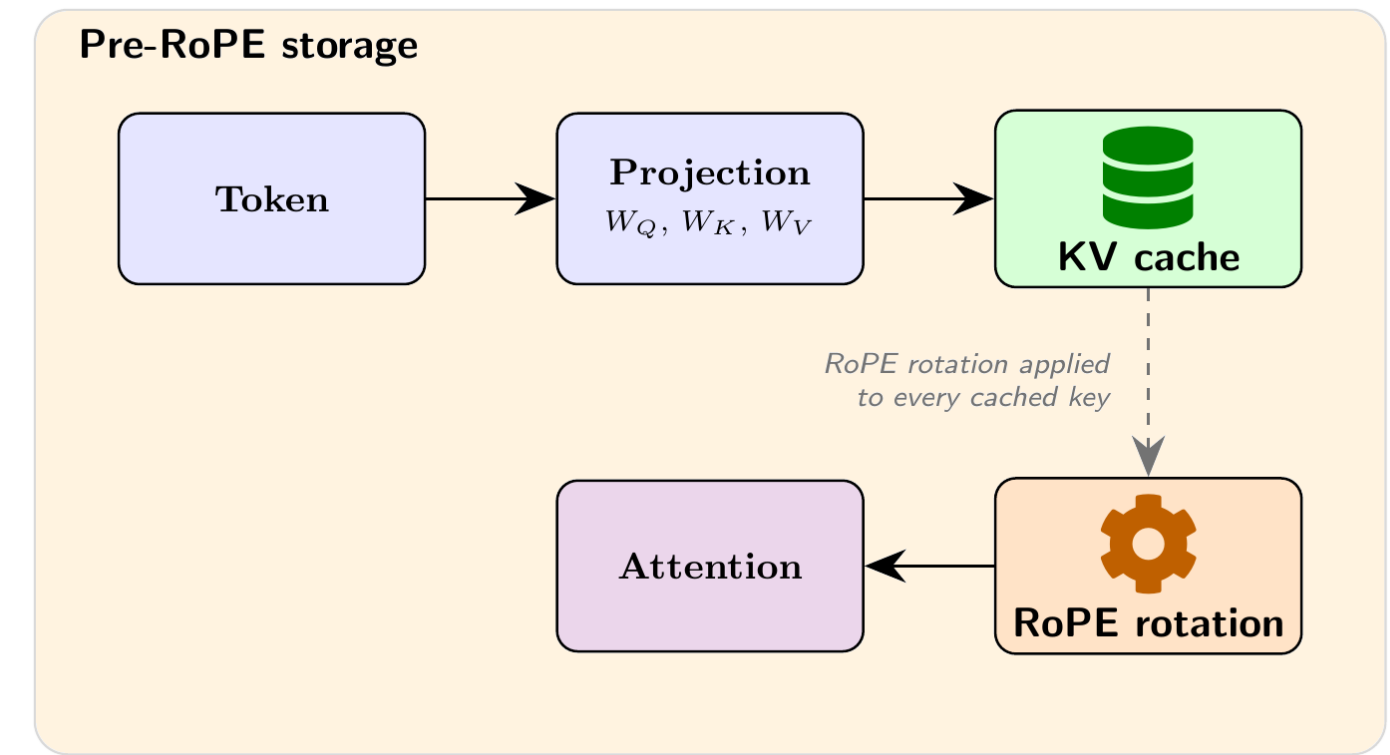 Pre-RoPE storage
Token
Projection
W_Q, W_K, W_V
KV cache
RoPE rotation applied
to every cached key
Attention
RoPE rotation